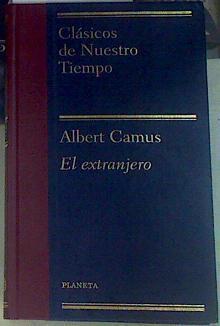 Clásicos
de Nuestro
Tiempo
Albert Camus
El extranjero
PLANETA